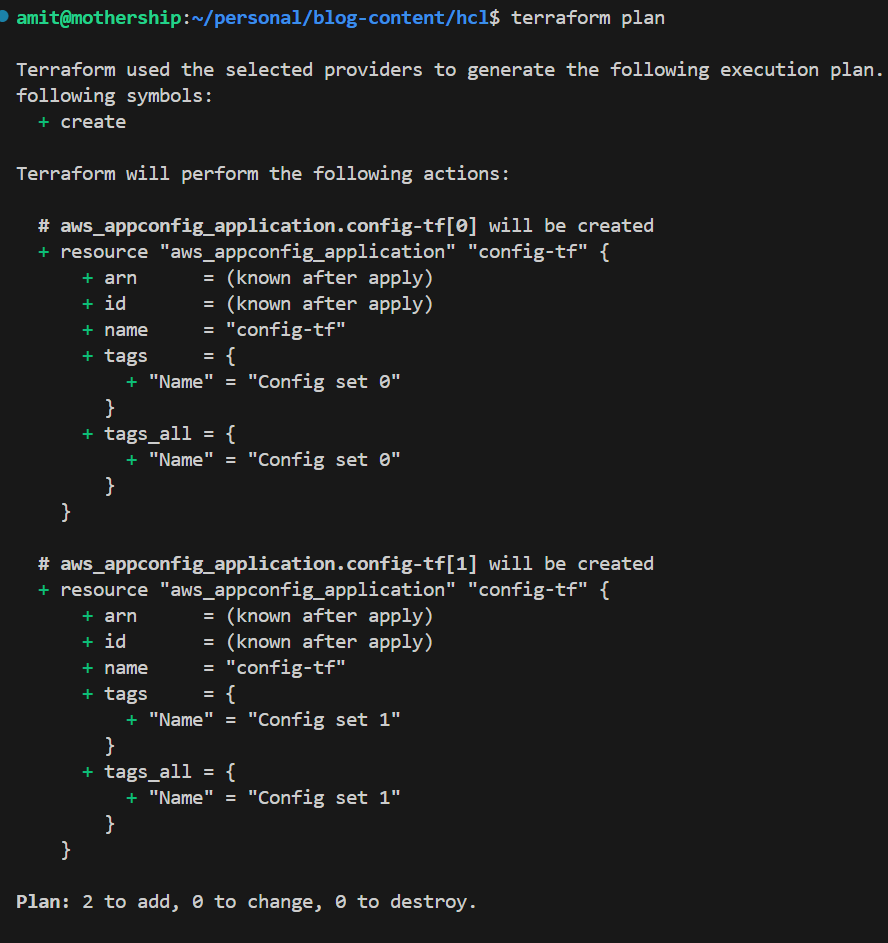 amit@mothership:~/personal/blog-content/hcl$ terraform plan
Terraform used the selected providers to generate the following execution plan.
following symbols:
  + create
Terraform will perform the following actions:
  # aws_appconfig_application.config-tf[0] will be created
  + resource "aws_appconfig_application" "config-tf" {
      + arn      = (known after apply)
      + id       = (known after apply)
      + name     = "config-tf"
      + tags     = {
          + "Name" = "Config set 0"
        }
      + tags_all = {
          + "Name" = "Config set 0"
        }
    }
  # aws_appconfig_application.config-tf[1] will be created
  + resource "aws_appconfig_application" "config-tf" {
      + arn      = (known after apply)
      + id       = (known after apply)
      + name     = "config-tf"
      + tags     = {
          + "Name" = "Config set 1"
        }
      + tags_all = {
          + "Name" = "Config set 1"
        }
    }
Plan: 2 to add, 0 to change, 0 to destroy.